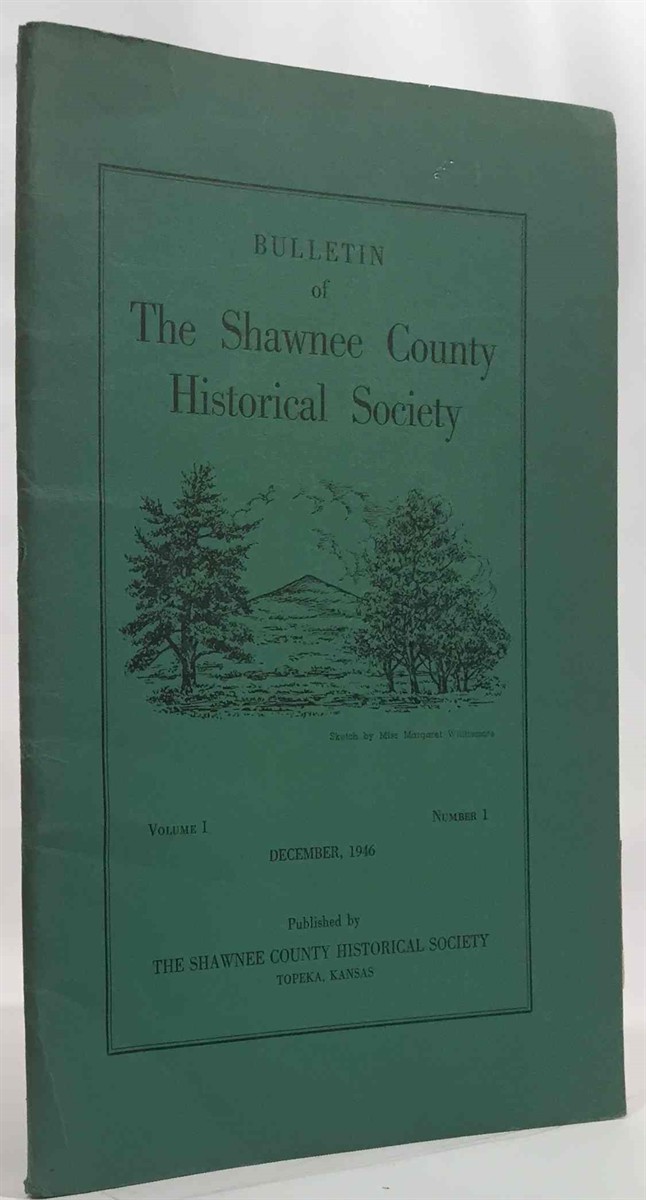 BULLETIN
of
The Shawnee County
Historical Society
Sketch by Miss Margaret Whittemore
VOLUME I NUMBER 1
DECEMBER, 1946
Published by
THE SHAWNEE COUNTY HISTORICAL SOCIETY
TOPEKA, KANSAS